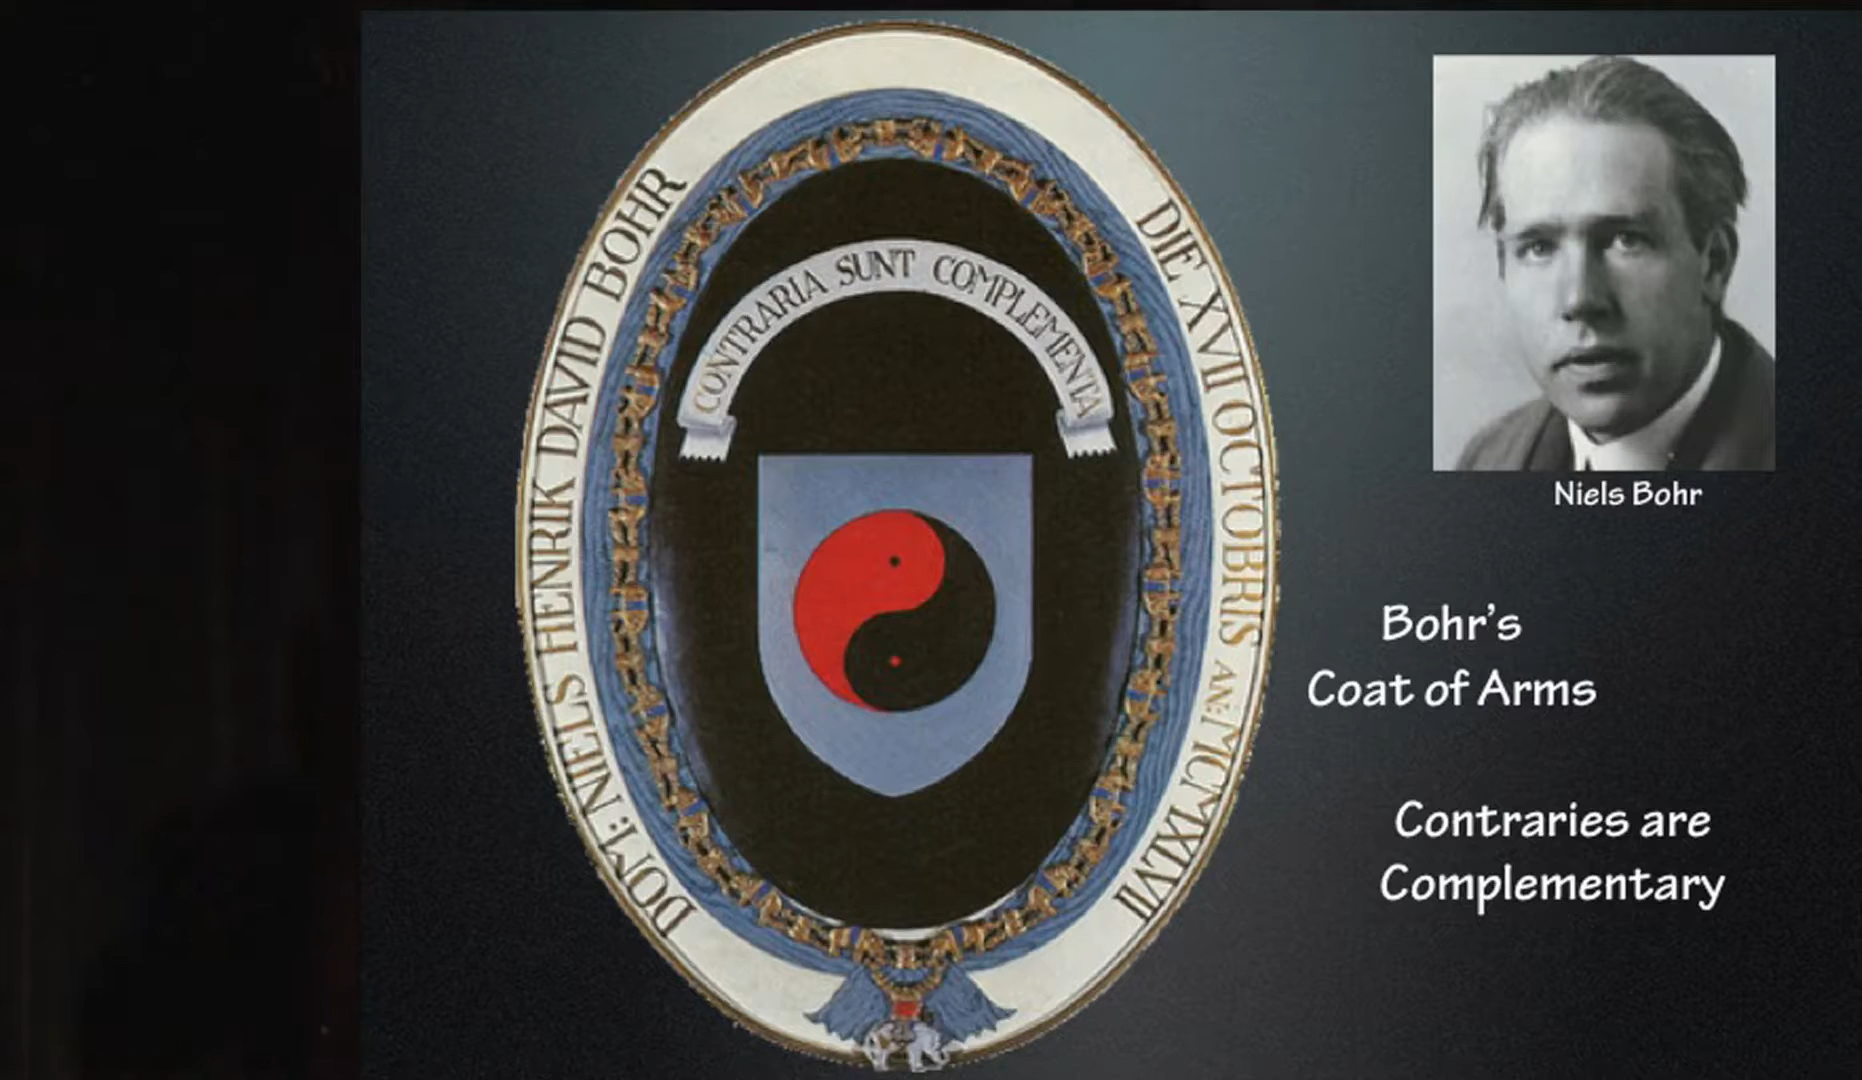 DOM: NIELS HENRIK DAVID BOHR
DIE XVII OCTOBRIS AN: MCMXLVII
CONTRARIA SUNT COMPLEMENTA
Niels Bohr
Bohr's
Coat of Arms
Contraries are
Complementary